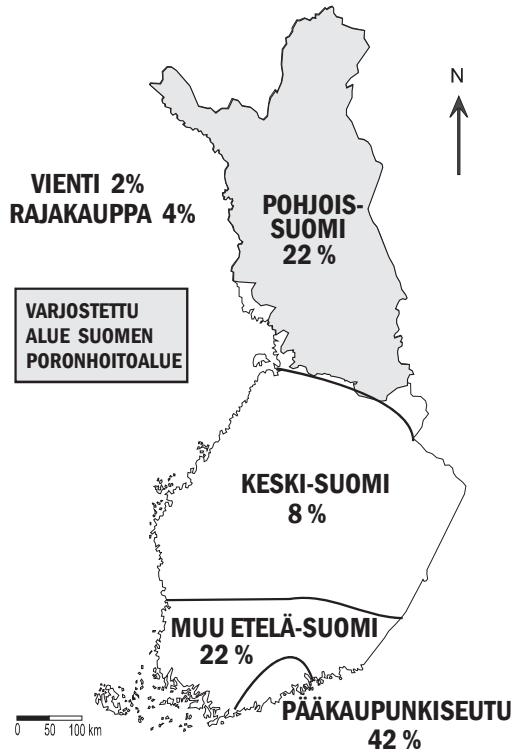 N
VIENTI 2%
RAJAKAUPPA 4%
POHJOIS-
SUOMI
22 %
VARJOSTETTU
ALUE SUOMEN
PORONHOITOALUE
KESKI-SUOMI
8 %
MUU ETELÄ-SUOMI
22 %
PÄÄKAUPUNKISEUTU
42 %
0 50 100 km